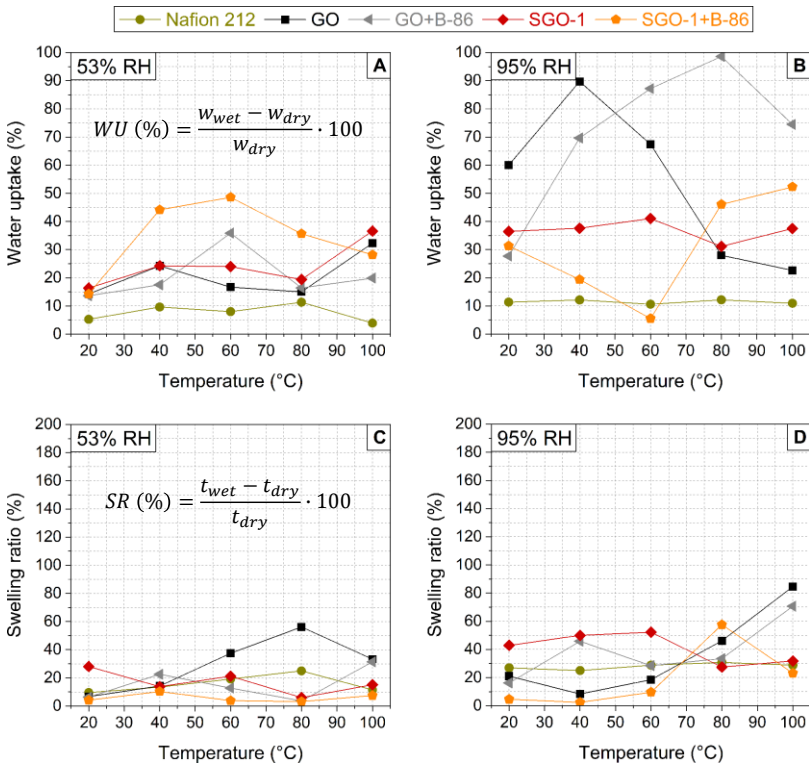 Nafion 212 GO GO+B-86 SGO-1 SGO-1+B-86
53% RH A
WU (%) = (w_wet − w_dry) / w_dry · 100
Water uptake (%)
100
90
80
70
60
50
40
30
20
10
0
20 30 40 50 60 70 80 90 100
Temperature (°C)
95% RH B
Water uptake (%)
100
90
80
70
60
50
40
30
20
10
0
20 30 40 50 60 70 80 90 100
Temperature (°C)
53% RH C
SR (%) = (t_wet − t_dry) / t_dry · 100
Swelling ratio (%)
200
180
160
140
120
100
80
60
40
20
0
20 30 40 50 60 70 80 90 100
Temperature (°C)
95% RH D
Swelling ratio (%)
200
180
160
140
120
100
80
60
40
20
0
20 30 40 50 60 70 80 90 100
Temperature (°C)